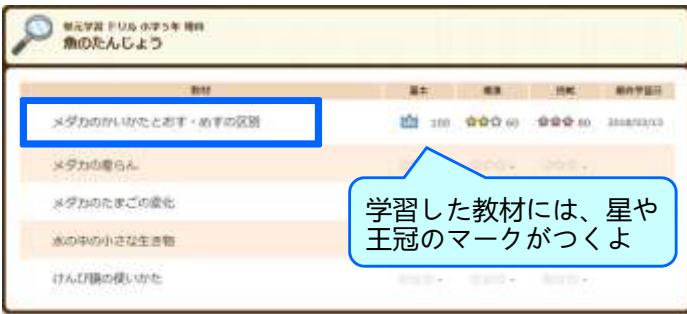 単元学習 ドリル 小学5年 理科
魚のたんじょう
教材 基本 標準 挑戦 最終学習日
メダカのかいかたとおす・めすの区別 100 60 80 2018/03/13
メダカの産らん
メダカのたまごの変化
水の中の小さな生き物
けんび鏡の使いかた
学習した教材には、星や
王冠のマークがつくよ